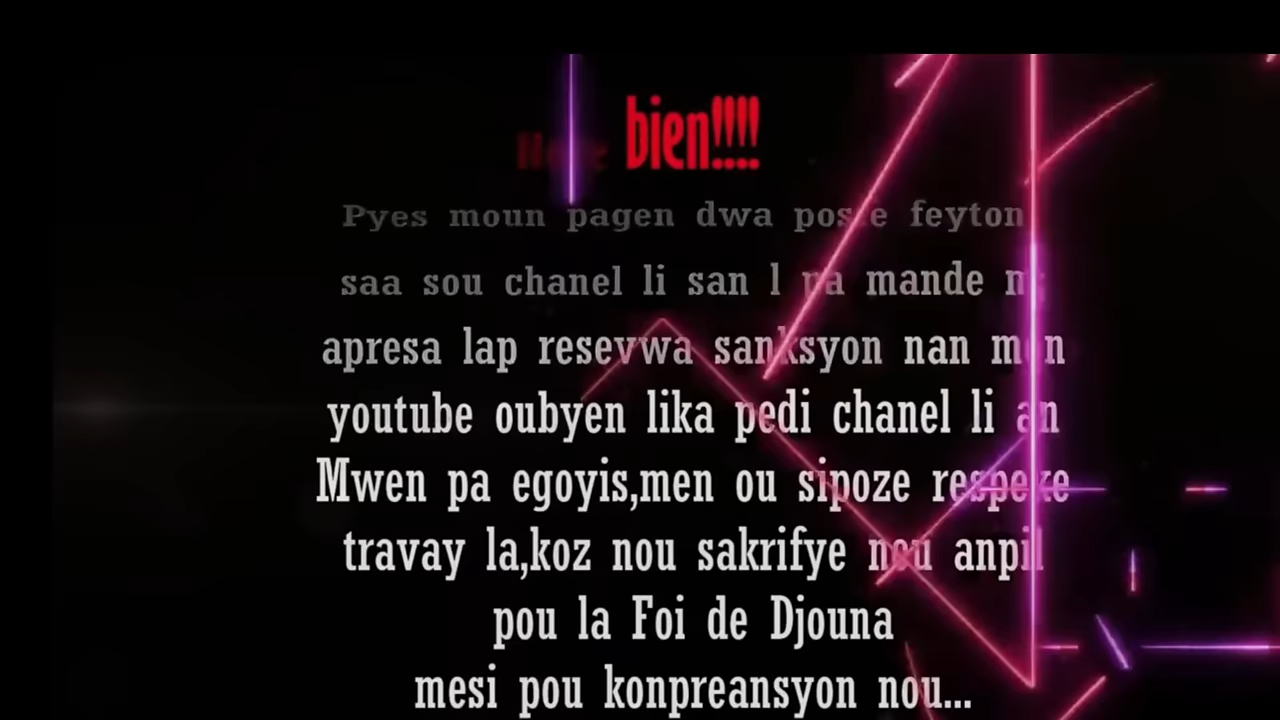 bien!!!!
Pyes moun pagen dwa poste feyton
saa sou chanel li san l pa mande m;
apresa lap resevwa sanksyon nan men
youtube oubyen lika pedi chanel li an
Mwen pa egoyis,men ou sipoze respeke
travay la,koz nou sakrifye nou anpil
pou la Foi de Djouna
mesi pou konpreansyon nou...